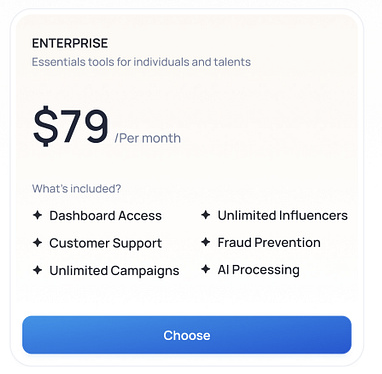 ENTERPRISE
Essentials tools for individuals and talents
$79 /Per month
What's included?
Dashboard Access
Unlimited Influencers
Customer Support
Fraud Prevention
Unlimited Campaigns
AI Processing
Choose